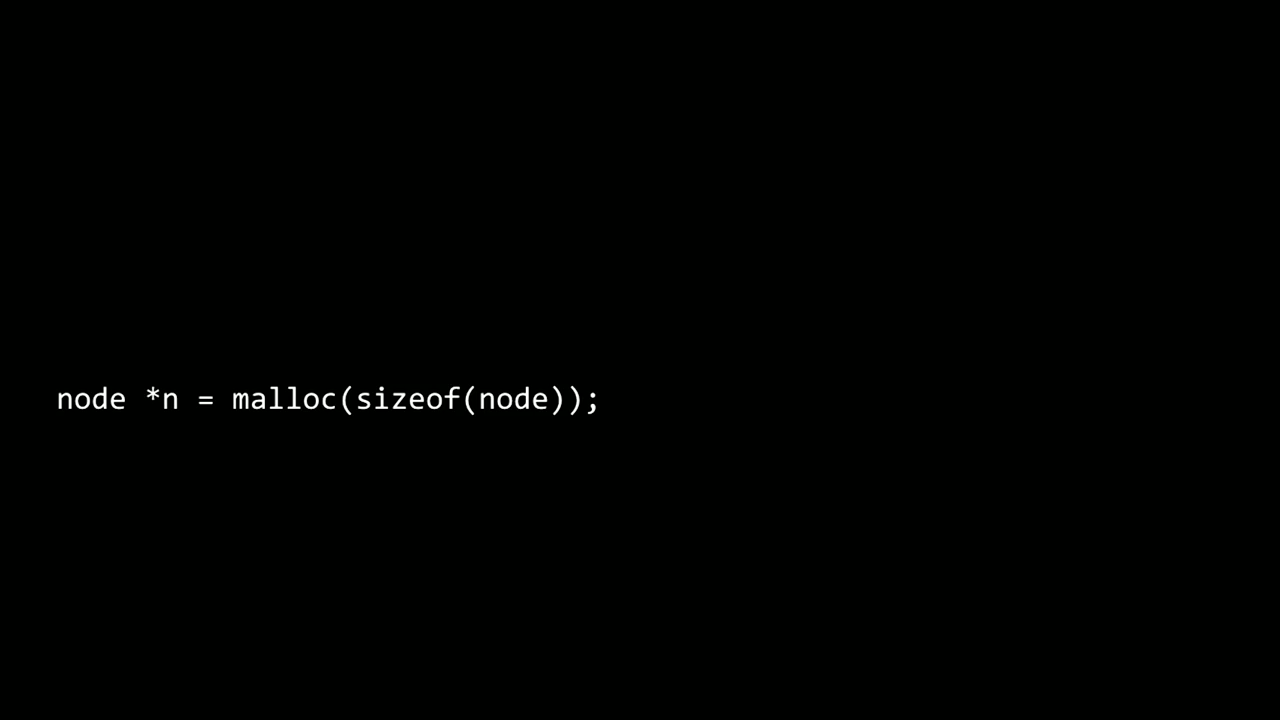 node *n = malloc(sizeof(node));